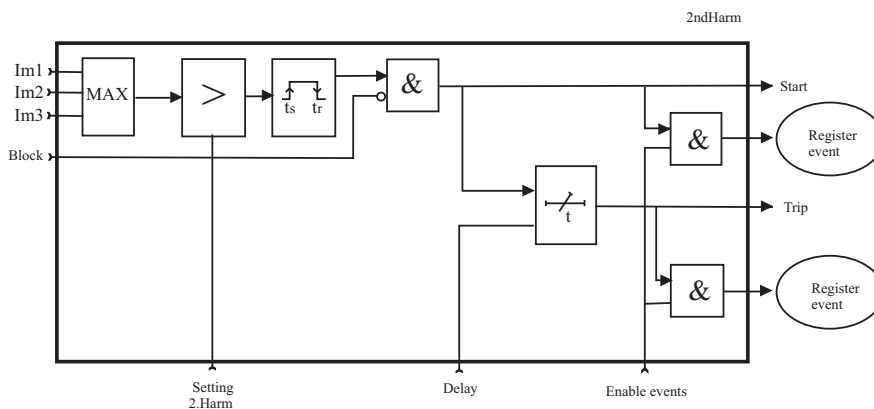 2ndHarm
Im1
Im2
Im3
MAX
>
ts
tr
&
Start
Block
&
Register
event
t
Trip
&
Register
event
Setting
2.Harm
Delay
Enable events